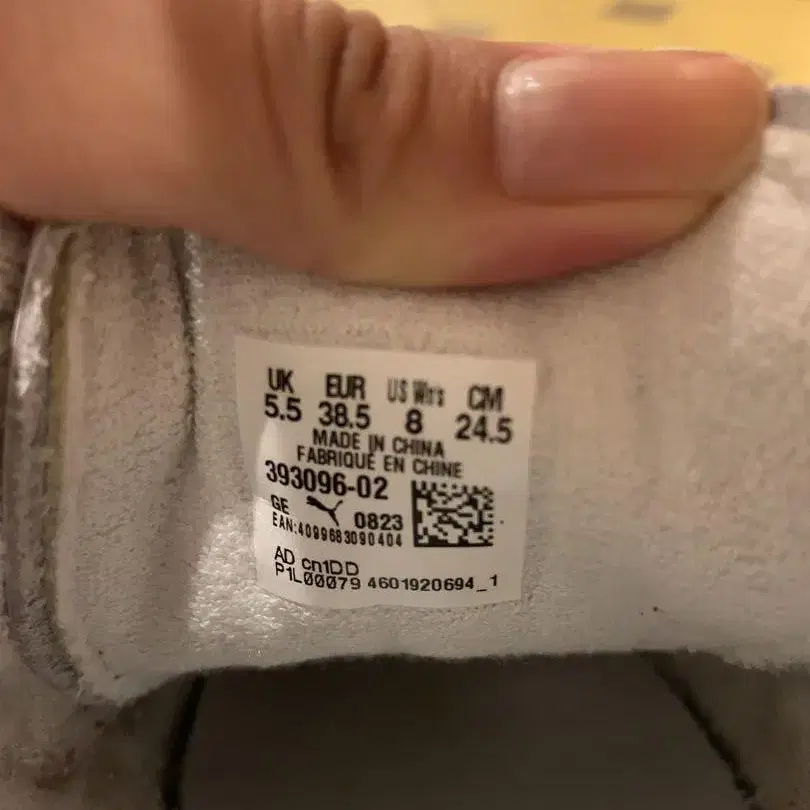 UK EUR US Wn's CM
5.5 38.5 8 24.5
MADE IN CHINA
FABRIQUÉ EN CHINE
393096-02
GE 0823
EAN:4099683090404
AD cn1DD
P1L00079 4601920694_1